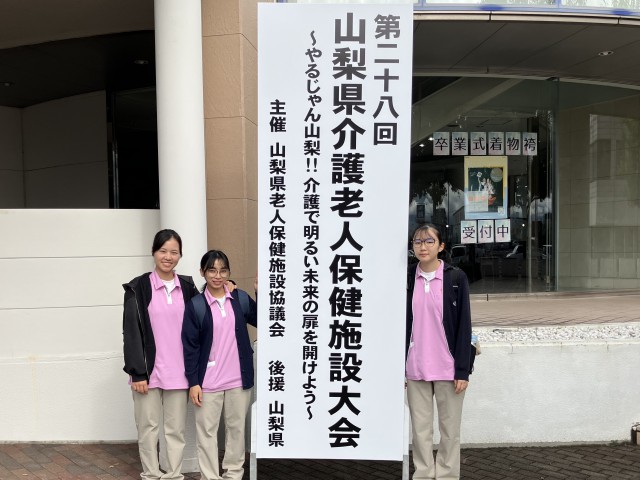 第二十八回
山梨県介護老人保健施設大会
～やるじゃん山梨!! 介護で明るい未来の扉を開けよう～
主催 山梨県老人保健施設協議会 後援 山梨県
卒業式着物袴
受付中